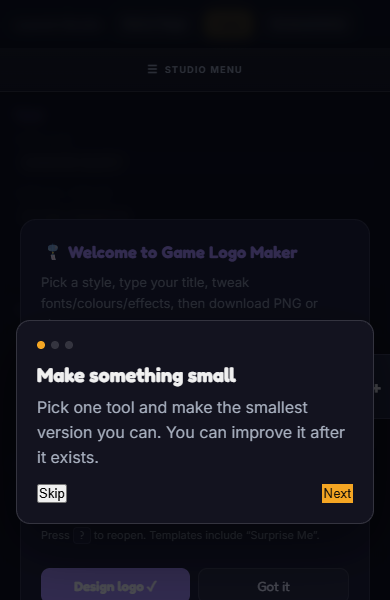 ☰ STUDIO MENU
Welcome to Game Logo Maker
Pick a style, type your title, tweak
fonts/colours/effects, then download PNG or
Make something small
Pick one tool and make the smallest
version you can. You can improve it after
it exists.
Skip
Next
Press ? to reopen. Templates include "Surprise Me".
Design logo ✓
Got it